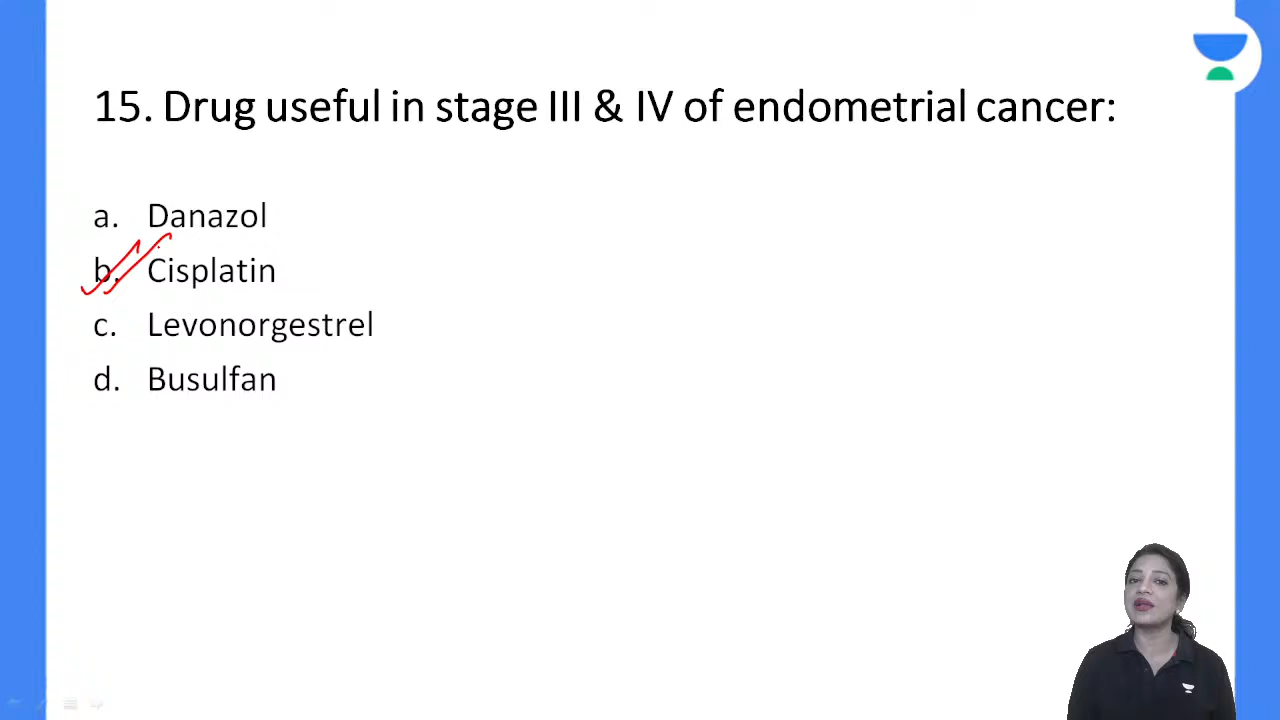 15. Drug useful in stage III & IV of endometrial cancer:
a. Danazol
b. Cisplatin
c. Levonorgestrel
d. Busulfan